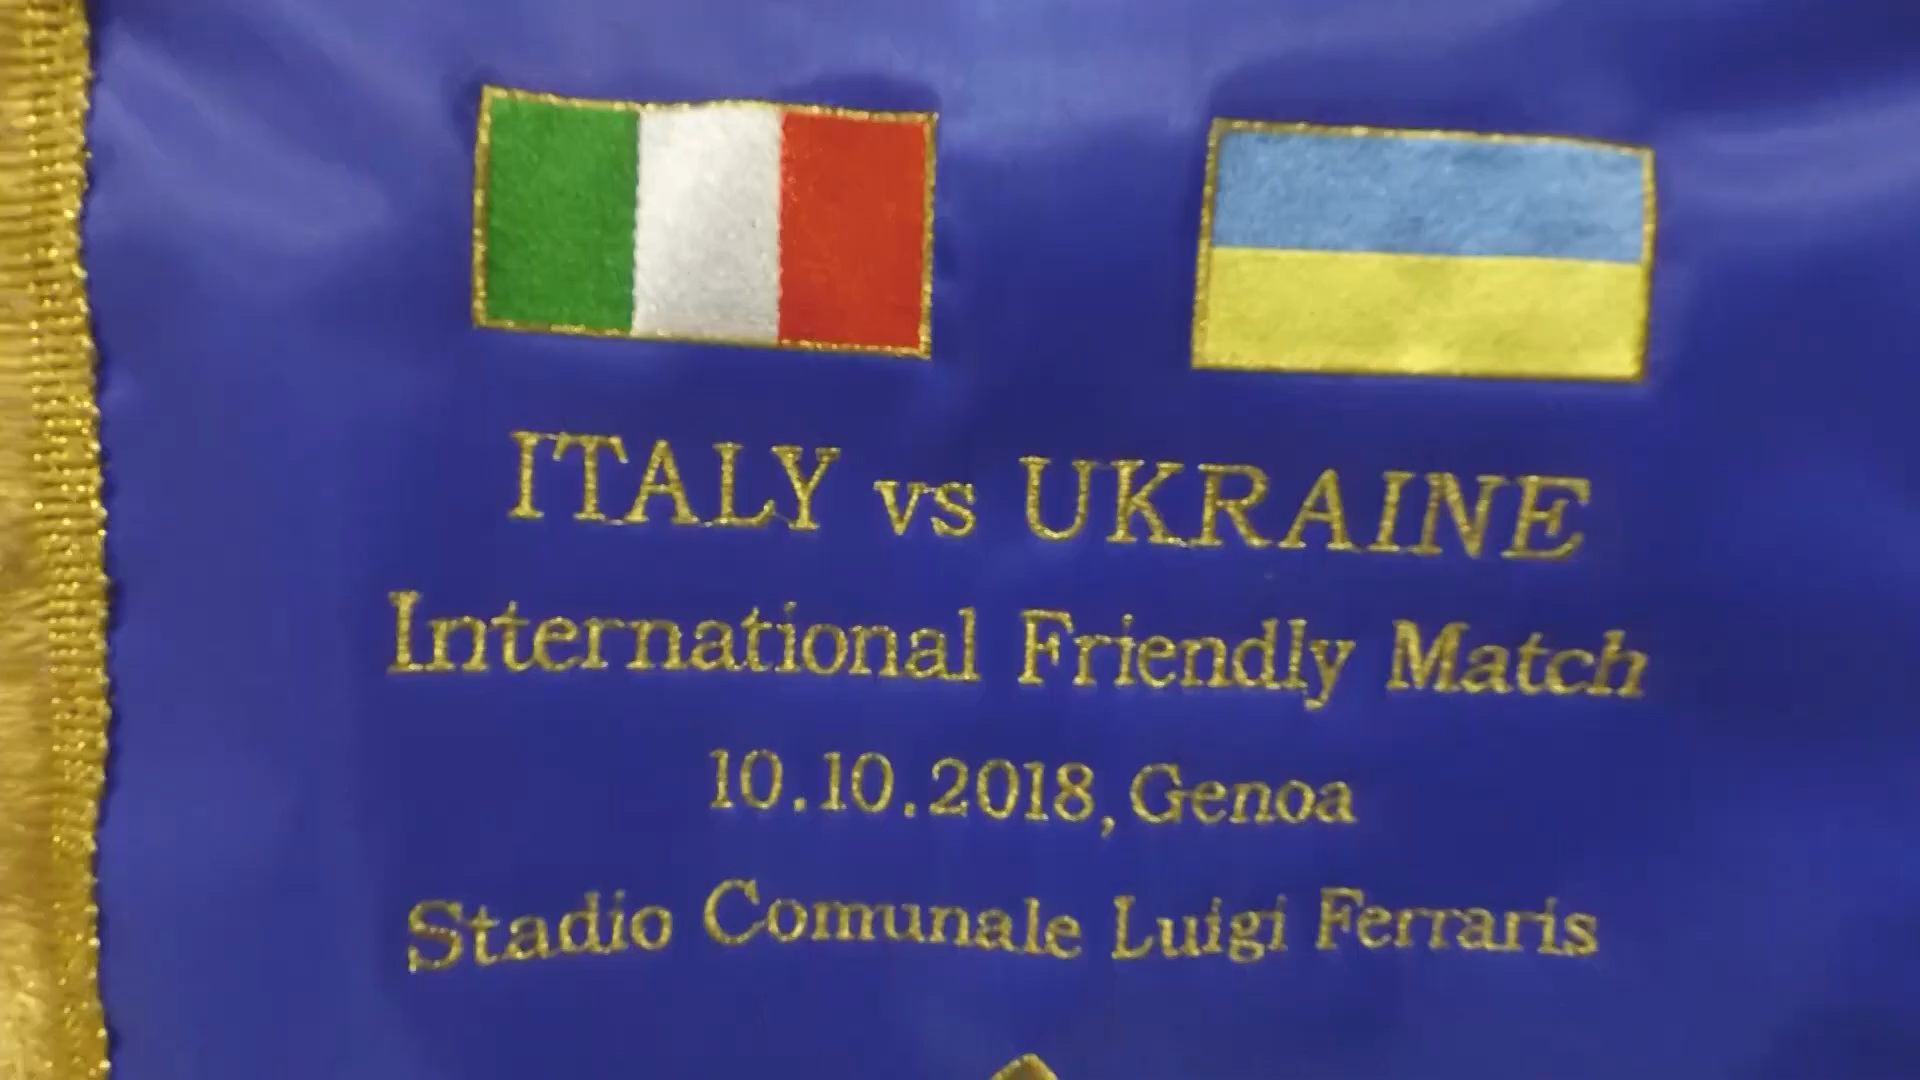 ITALY vs UKRAINE
International Friendly Match
10.10.2018, Genoa
Stadio Comunale Luigi Ferraris